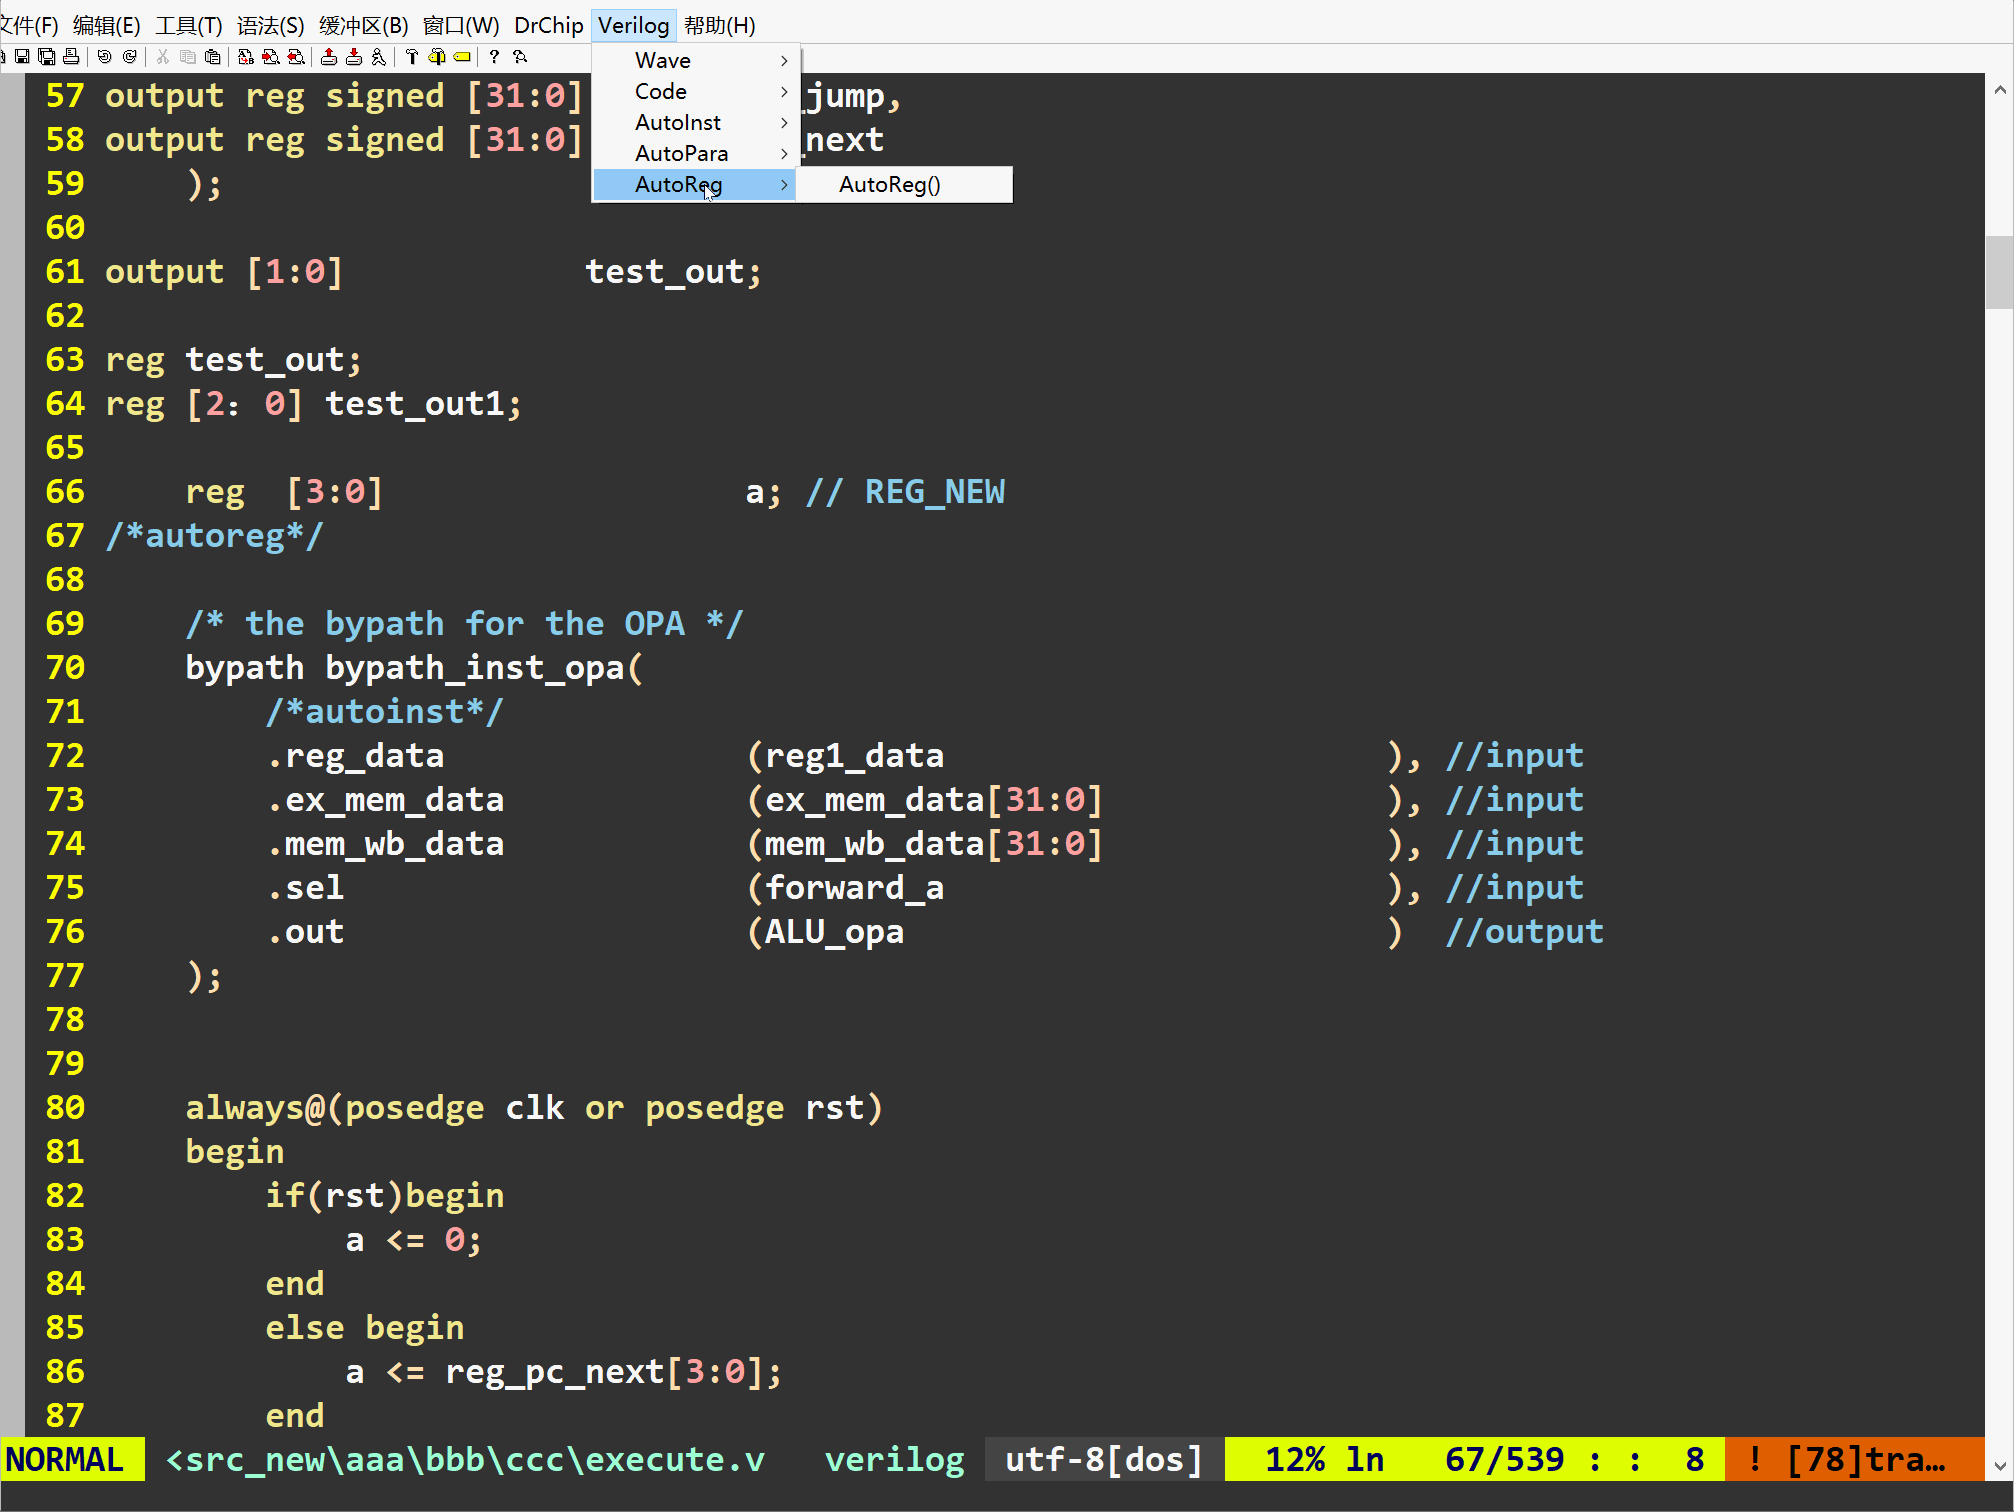 文件(F) 编辑(E) 工具(T) 语法(S) 缓冲区(B) 窗口(W) DrChip Verilog 帮助(H)
Wave
Code
AutoInst
AutoPara
AutoReg
AutoReg()
57 output reg signed [31:0] _jump,
58 output reg signed [31:0] _next
59 );
60
61 output [1:0] test_out;
62
63 reg test_out;
64 reg [2：0] test_out1;
65
66 reg [3:0] a; // REG_NEW
67 /*autoreg*/
68
69 /* the bypath for the OPA */
70 bypath bypath_inst_opa(
71 /*autoinst*/
72 .reg_data (reg1_data ), //input
73 .ex_mem_data (ex_mem_data[31:0] ), //input
74 .mem_wb_data (mem_wb_data[31:0] ), //input
75 .sel (forward_a ), //input
76 .out (ALU_opa ) //output
77 );
78
79
80 always@(posedge clk or posedge rst)
81 begin
82 if(rst)begin
83 a <= 0;
84 end
85 else begin
86 a <= reg_pc_next[3:0];
87 end
NORMAL <src_new\aaa\bbb\ccc\execute.v verilog utf-8[dos] 12% ln 67/539 : : 8 ! [78]tra…